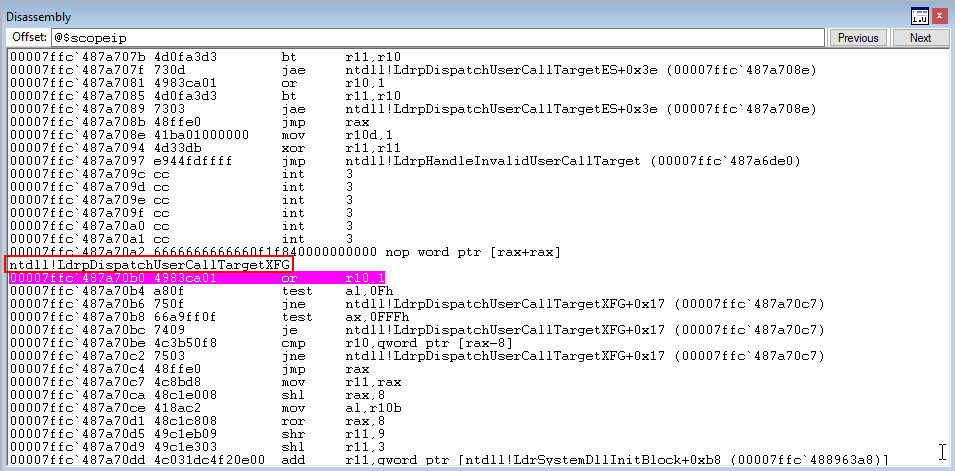 Disassembly
Offset: @$scopeip Previous Next
00007ffc`487a707b 4d0fa3d3 bt r11,r10
00007ffc`487a707f 730d jae ntdll!LdrpDispatchUserCallTargetES+0x3e (00007ffc`487a708e)
00007ffc`487a7081 4983ca01 or r10,1
00007ffc`487a7085 4d0fa3d3 bt r11,r10
00007ffc`487a7089 7303 jae ntdll!LdrpDispatchUserCallTargetES+0x3e (00007ffc`487a708e)
00007ffc`487a708b 48ffe0 jmp rax
00007ffc`487a708e 41ba01000000 mov r10d,1
00007ffc`487a7094 4d33db xor r11,r11
00007ffc`487a7097 e944fdffff jmp ntdll!LdrpHandleInvalidUserCallTarget (00007ffc`487a6de0)
00007ffc`487a709c cc int 3
00007ffc`487a709d cc int 3
00007ffc`487a709e cc int 3
00007ffc`487a709f cc int 3
00007ffc`487a70a0 cc int 3
00007ffc`487a70a1 cc int 3
00007ffc`487a70a2 6666666666660f1f840000000000 nop word ptr [rax+rax]
ntdll!LdrpDispatchUserCallTargetXFG
00007ffc`487a70b0 4983ca01 or r10,1
00007ffc`487a70b4 a80f test al,0Fh
00007ffc`487a70b6 750f jne ntdll!LdrpDispatchUserCallTargetXFG+0x17 (00007ffc`487a70c7)
00007ffc`487a70b8 66a9ff0f test ax,0FFFh
00007ffc`487a70bc 7409 je ntdll!LdrpDispatchUserCallTargetXFG+0x17 (00007ffc`487a70c7)
00007ffc`487a70be 4c3b50f8 cmp r10,qword ptr [rax-8]
00007ffc`487a70c2 7503 jne ntdll!LdrpDispatchUserCallTargetXFG+0x17 (00007ffc`487a70c7)
00007ffc`487a70c4 48ffe0 jmp rax
00007ffc`487a70c7 4c8bd8 mov r11,rax
00007ffc`487a70ca 48c1e008 shl rax,8
00007ffc`487a70ce 418ac2 mov al,r10b
00007ffc`487a70d1 48c1c808 ror rax,8
00007ffc`487a70d5 49c1eb09 shr r11,9
00007ffc`487a70d9 49c1e303 shl r11,3
00007ffc`487a70dd 4c031dc4f20e00 add r11,qword ptr [ntdll!LdrSystemDllInitBlock+0xb8 (00007ffc`488963a8)]